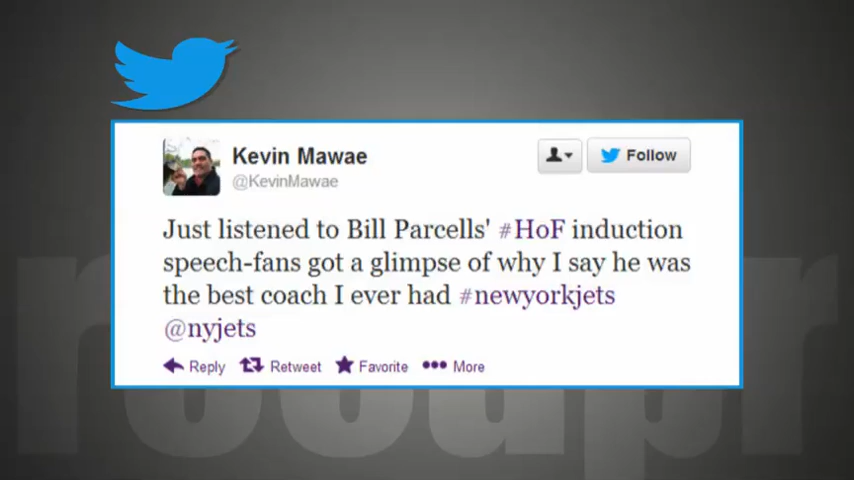 Kevin Mawae
@KevinMawae
Follow
Just listened to Bill Parcells' #HoF induction
speech-fans got a glimpse of why I say he was
the best coach I ever had #newyorkjets
@nyjets
Reply Retweet Favorite More